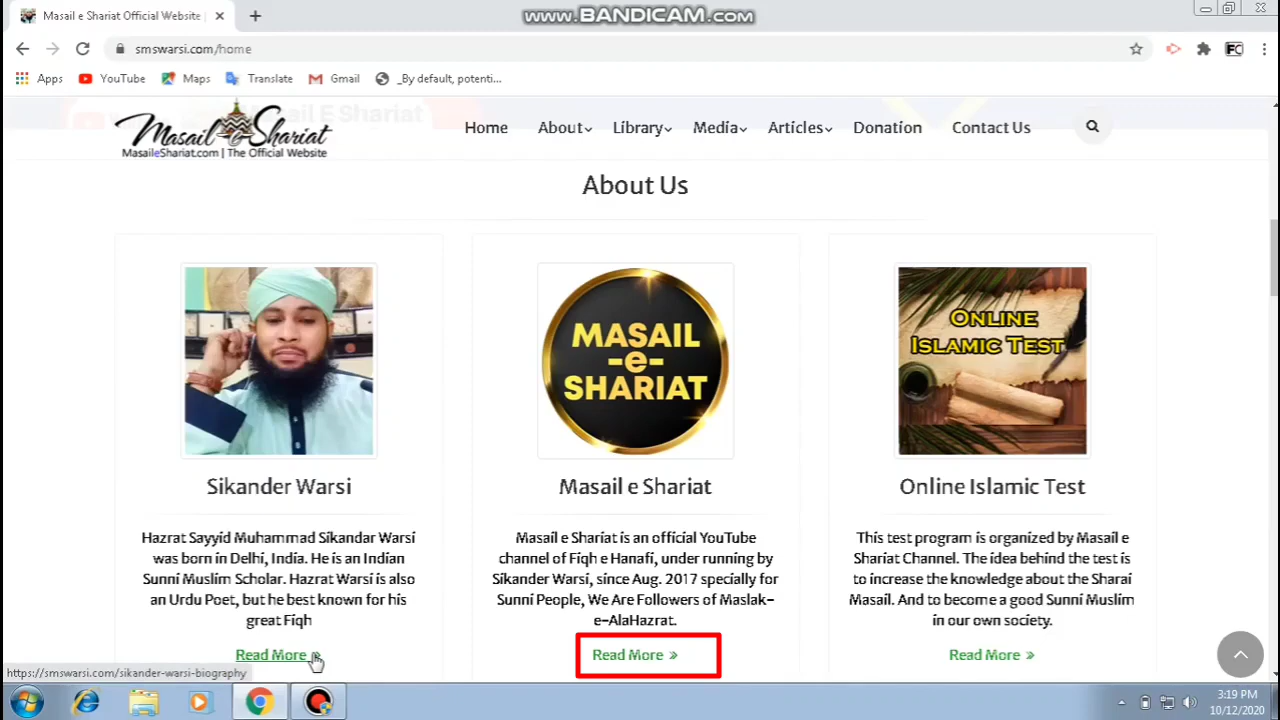 www.BANDICAM.com
Masail e Shariat Official Website
smswarsi.com/home
Apps YouTube Maps Translate Gmail _By default, potenti...
Masail E Shariat
Masail e Shariat
MasaileShariat.com | The Official Website
Home About Library Media Articles Donation Contact Us
About Us
MASAIL
-e-
SHARIAT
ONLINE
ISLAMIC TEST
Sikander Warsi
Hazrat Sayyid Muhammad Sikandar Warsi
was born in Delhi, India. He is an Indian
Sunni Muslim Scholar. Hazrat Warsi is also
an Urdu Poet, but he best known for his
great Fiqh
Read More »
Masail e Shariat
Masail e Shariat is an official YouTube
channel of Fiqh e Hanafi, under running by
Sikander Warsi, since Aug. 2017 specially for
Sunni People, We Are Followers of Maslak-
e-AlaHazrat.
Read More »
Online Islamic Test
This test program is organized by Masail e
Shariat Channel. The idea behind the test is
to increase the knowledge about the Sharai
Masail. And to become a good Sunni Muslim
in our own society.
Read More »
https://smswarsi.com/sikander-warsi-biography
3:19 PM
10/12/2020